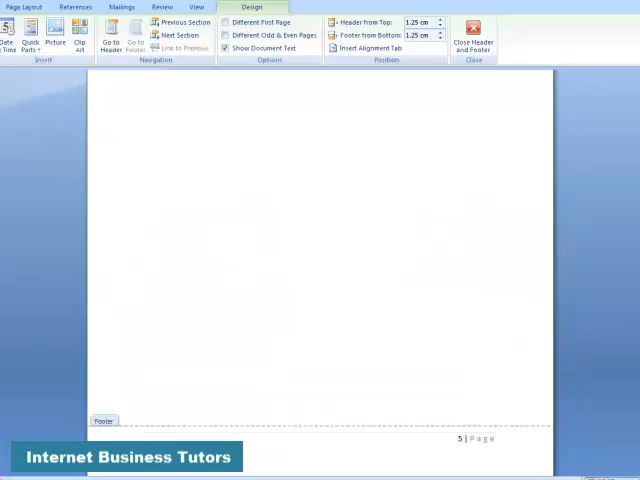 Page Layout References Mailings Review View Design
Date & Time
Quick Parts
Picture
Clip Art
Insert
Go to Header
Go to Footer
Previous Section
Next Section
Link to Previous
Navigation
Different First Page
Different Odd & Even Pages
Show Document Text
Options
Header from Top: 1.25 cm
Footer from Bottom: 1.25 cm
Insert Alignment Tab
Position
Close Header and Footer
Close
Footer
5 | Page
Internet Business Tutors